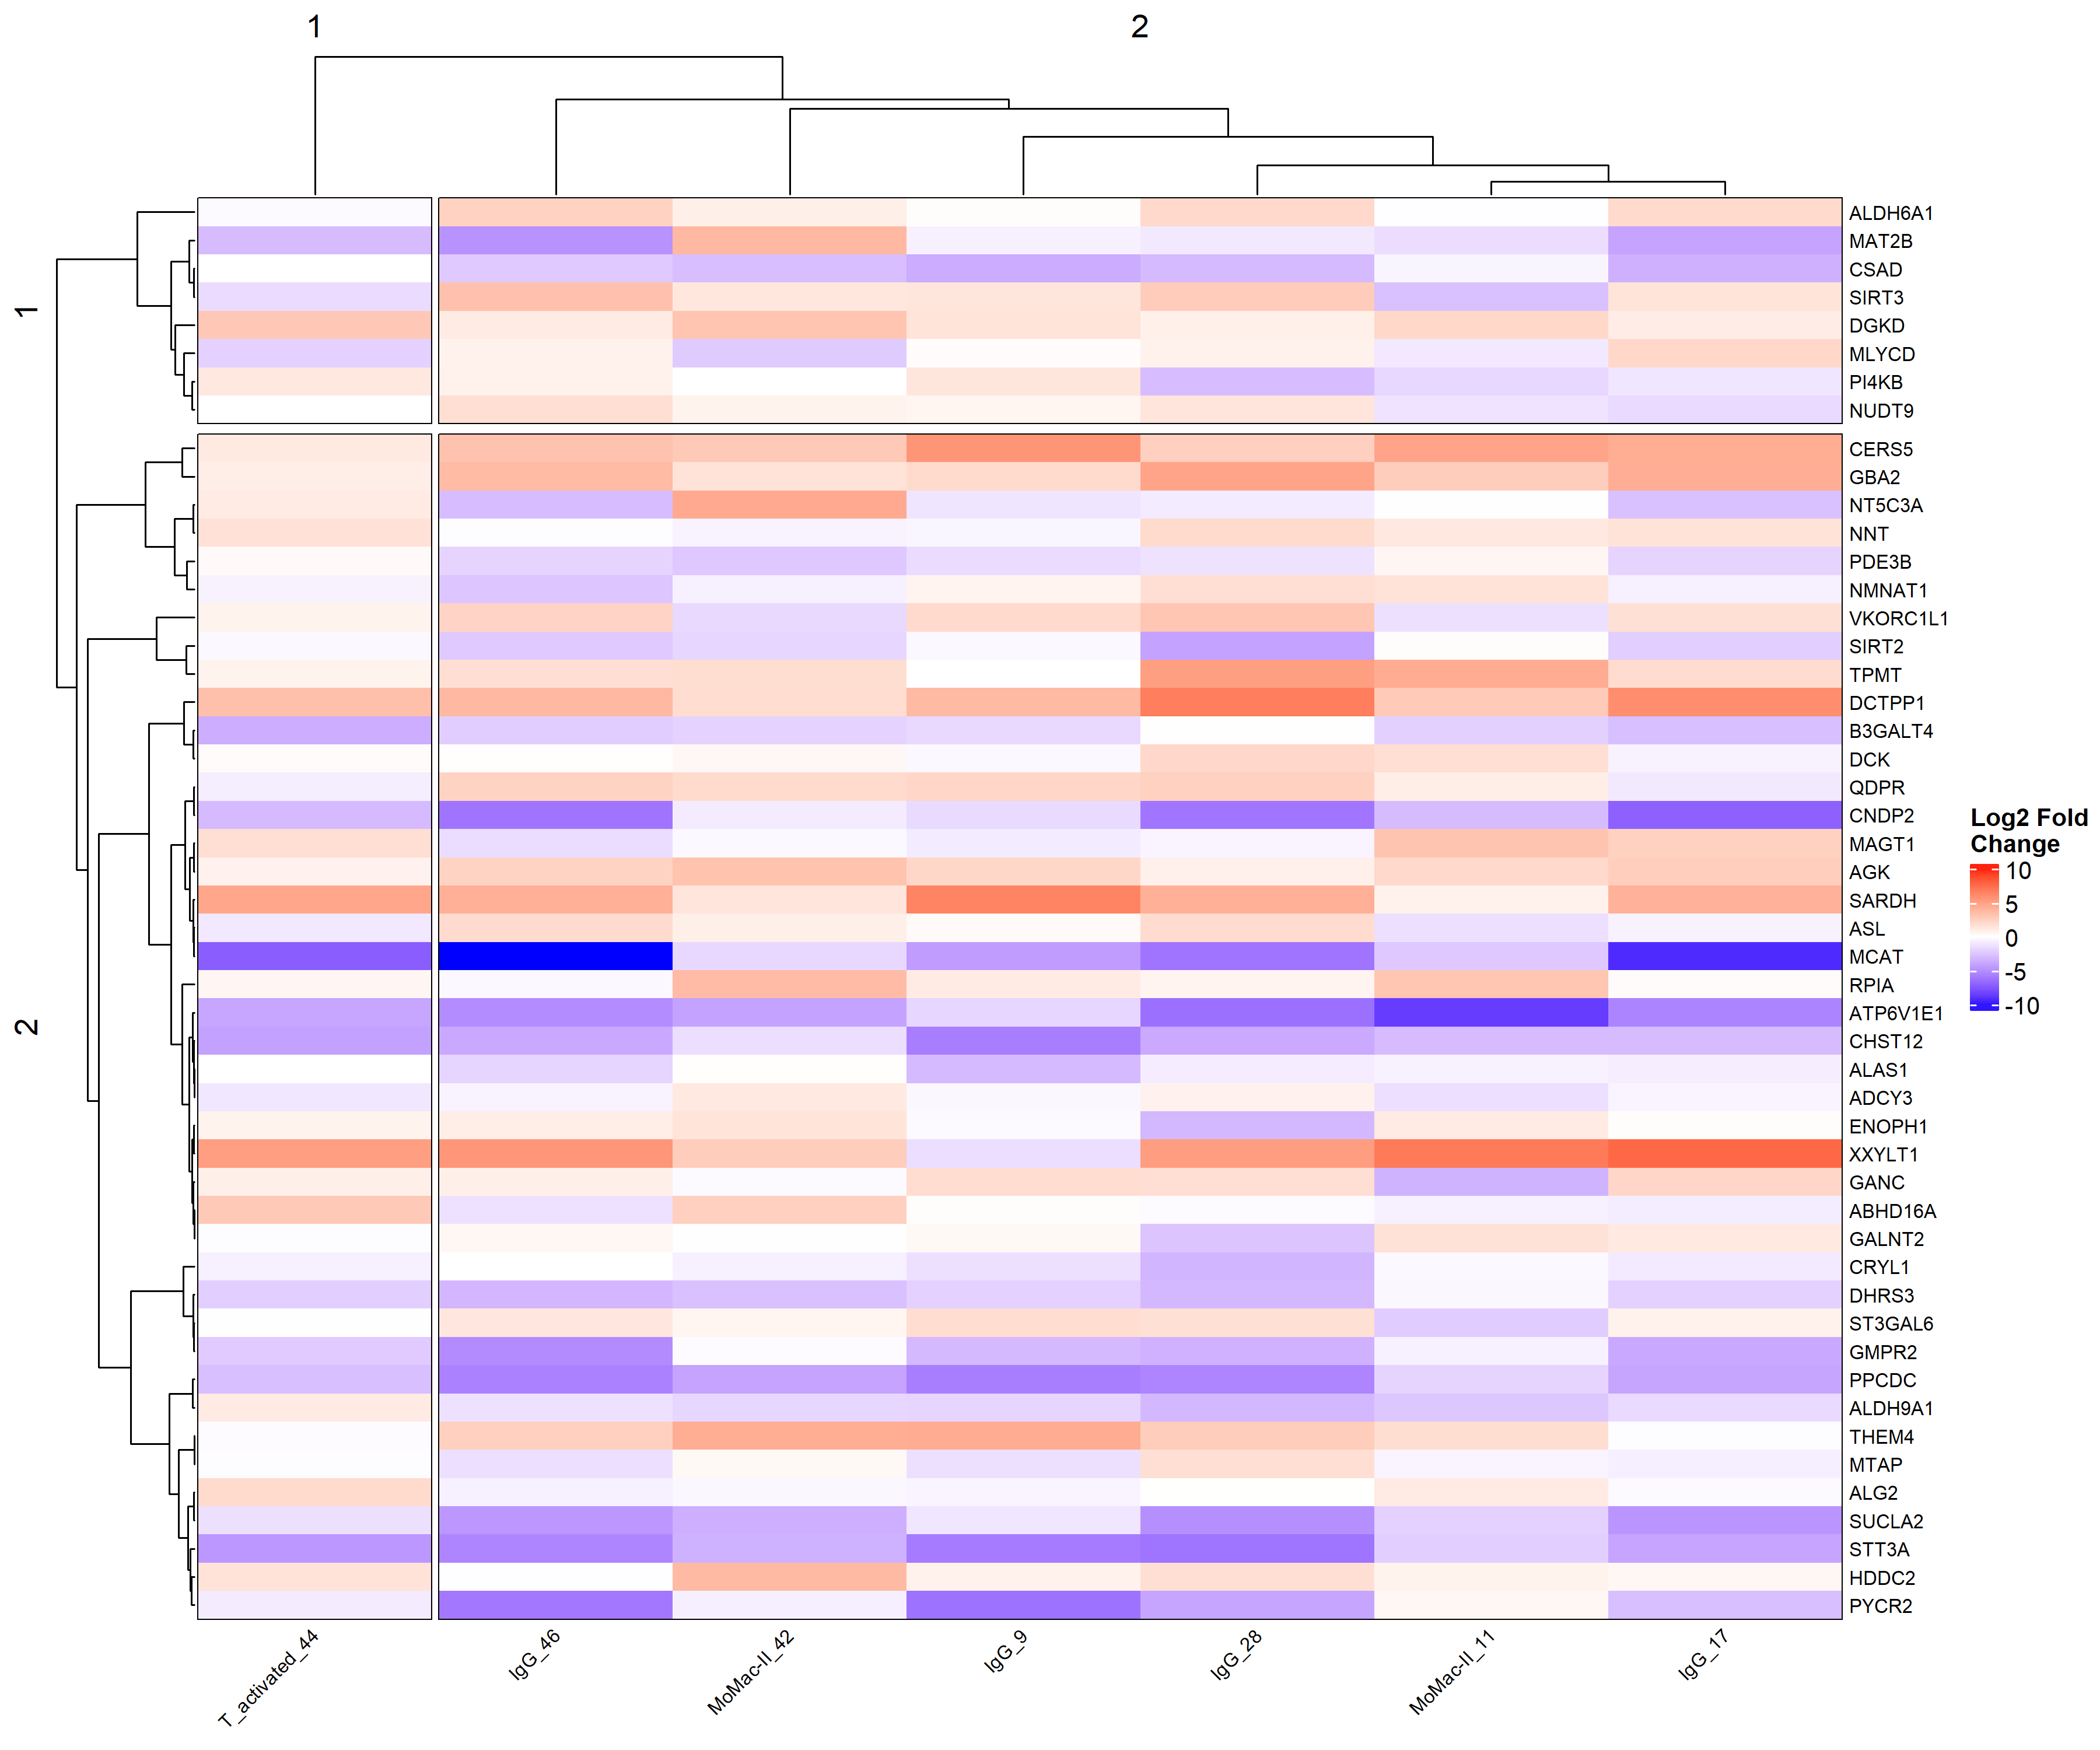 1
2
1
2
ALDH6A1
MAT2B
CSAD
SIRT3
DGKD
MLYCD
PI4KB
NUDT9
CERS5
GBA2
NT5C3A
NNT
PDE3B
NMNAT1
VKORC1L1
SIRT2
TPMT
DCTPP1
B3GALT4
DCK
QDPR
CNDP2
MAGT1
AGK
SARDH
ASL
MCAT
RPIA
ATP6V1E1
CHST12
ALAS1
ADCY3
ENOPH1
XXYLT1
GANC
ABHD16A
GALNT2
CRYL1
DHRS3
ST3GAL6
GMPR2
PPCDC
ALDH9A1
THEM4
MTAP
ALG2
SUCLA2
STT3A
HDDC2
PYCR2
Log2 Fold
Change
10
5
0
-5
-10
T_activated_44
IgG_46
MoMac-II_42
IgG_9
IgG_28
MoMac-II_11
IgG_17